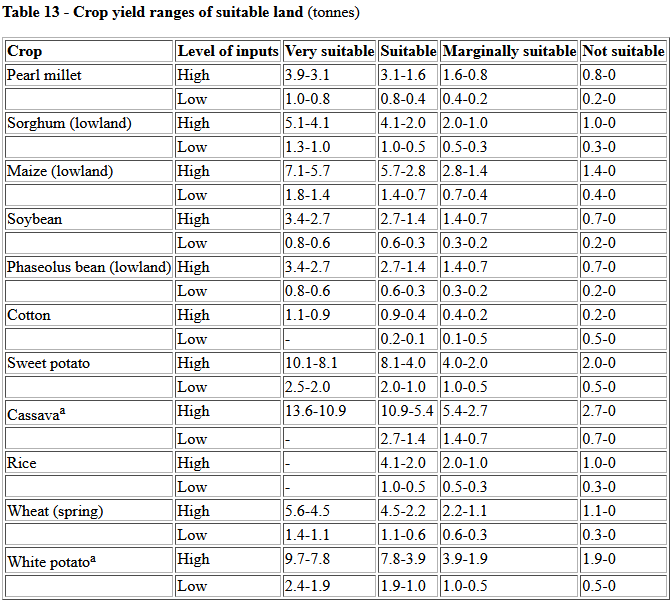 Table 13 - Crop yield ranges of suitable land (tonnes)
Crop Level of inputs Very suitable Suitable Marginally suitable Not suitable
Pearl millet High 3.9-3.1 3.1-1.6 1.6-0.8 0.8-0
Low 1.0-0.8 0.8-0.4 0.4-0.2 0.2-0
Sorghum (lowland) High 5.1-4.1 4.1-2.0 2.0-1.0 1.0-0
Low 1.3-1.0 1.0-0.5 0.5-0.3 0.3-0
Maize (lowland) High 7.1-5.7 5.7-2.8 2.8-1.4 1.4-0
Low 1.8-1.4 1.4-0.7 0.7-0.4 0.4-0
Soybean High 3.4-2.7 2.7-1.4 1.4-0.7 0.7-0
Low 0.8-0.6 0.6-0.3 0.3-0.2 0.2-0
Phaseolus bean (lowland) High 3.4-2.7 2.7-1.4 1.4-0.7 0.7-0
Low 0.8-0.6 0.6-0.3 0.3-0.2 0.2-0
Cotton High 1.1-0.9 0.9-0.4 0.4-0.2 0.2-0
Low - 0.2-0.1 0.1-0.5 0.5-0
Sweet potato High 10.1-8.1 8.1-4.0 4.0-2.0 2.0-0
Low 2.5-2.0 2.0-1.0 1.0-0.5 0.5-0
Cassavaᵃ High 13.6-10.9 10.9-5.4 5.4-2.7 2.7-0
Low - 2.7-1.4 1.4-0.7 0.7-0
Rice High - 4.1-2.0 2.0-1.0 1.0-0
Low - 1.0-0.5 0.5-0.3 0.3-0
Wheat (spring) High 5.6-4.5 4.5-2.2 2.2-1.1 1.1-0
Low 1.4-1.1 1.1-0.6 0.6-0.3 0.3-0
White potatoᵃ High 9.7-7.8 7.8-3.9 3.9-1.9 1.9-0
Low 2.4-1.9 1.9-1.0 1.0-0.5 0.5-0